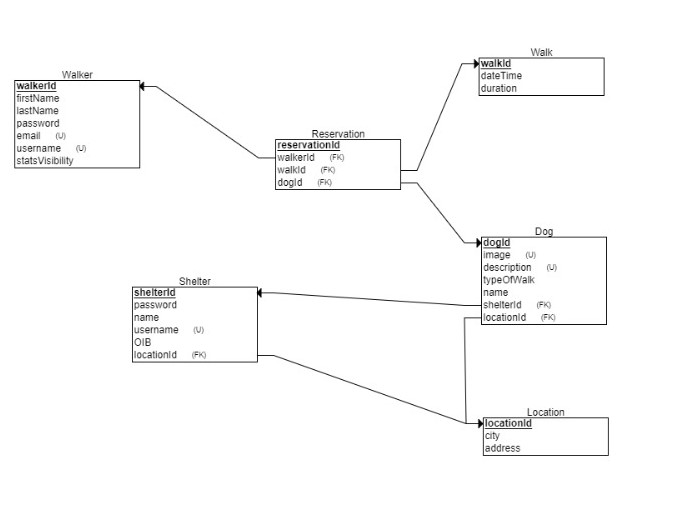 Walk
walkId
dateTime
duration
Walker
walkerId
firstName
lastName
password
email (U)
username (U)
statsVisibility
Reservation
reservationId
walkerId (FK)
walkId (FK)
dogId (FK)
Dog
dogId
image (U)
description (U)
typeOfWalk
name
shelterId (FK)
locationId (FK)
Shelter
shelterId
password
name
username (U)
OIB
locationId (FK)
Location
locationId
city
address